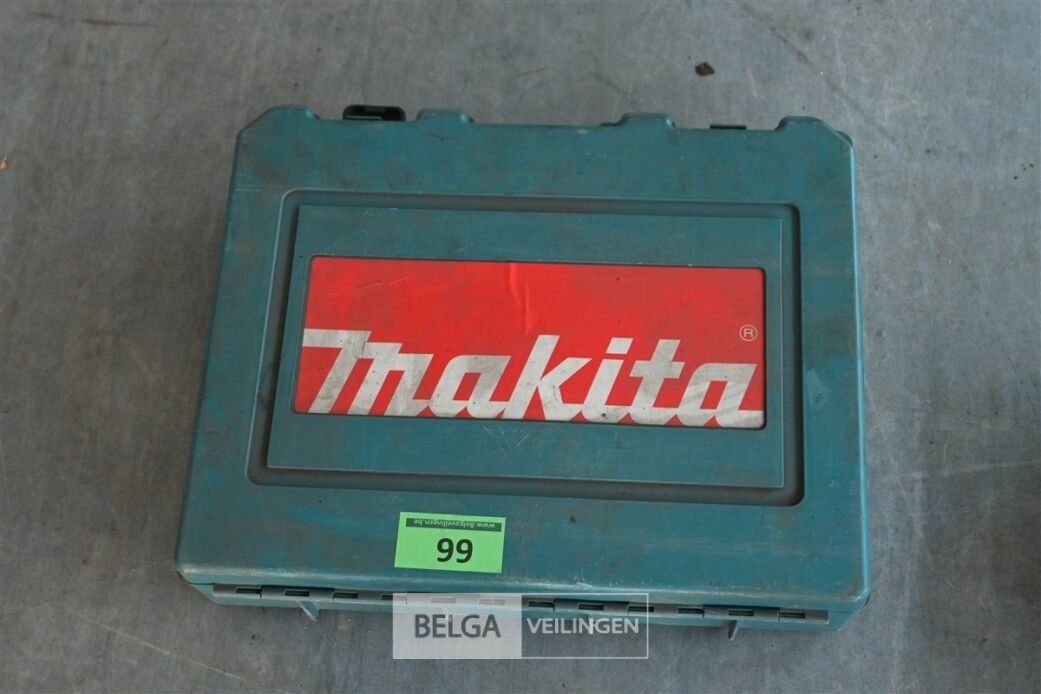 makita®
www.Belgaveilingen.be
99
BELGA VEILINGEN